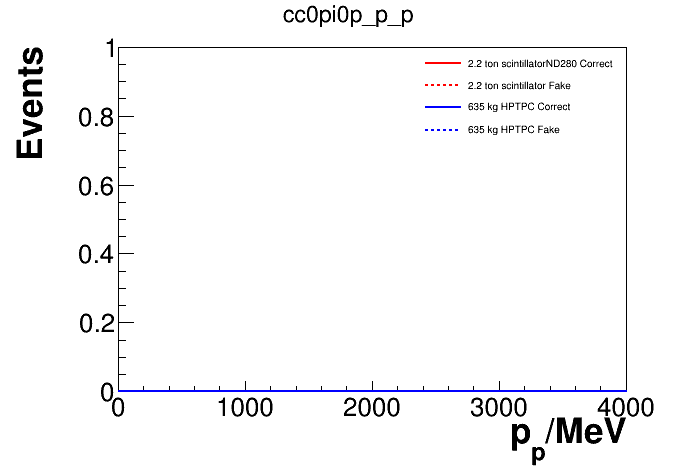 cc0pi0p_p_p
Events
1
0.8
0.6
0.4
0.2
0
2.2 ton scintillatorND280 Correct
2.2 ton scintillator Fake
635 kg HPTPC Correct
635 kg HPTPC Fake
0 1000 2000 3000 4000
p_p/MeV